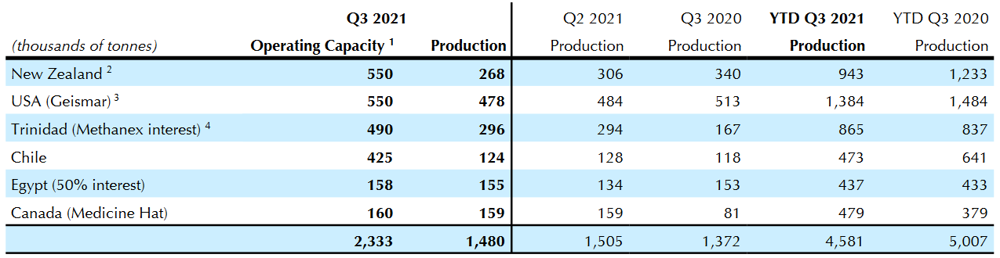 Q3 2021 Q2 2021 Q3 2020 YTD Q3 2021 YTD Q3 2020
(thousands of tonnes) Operating Capacity 1 Production Production Production Production Production
New Zealand 2 550 268 306 340 943 1,233
USA (Geismar) 3 550 478 484 513 1,384 1,484
Trinidad (Methanex interest) 4 490 296 294 167 865 837
Chile 425 124 128 118 473 641
Egypt (50% interest) 158 155 134 153 437 433
Canada (Medicine Hat) 160 159 159 81 479 379
2,333 1,480 1,505 1,372 4,581 5,007